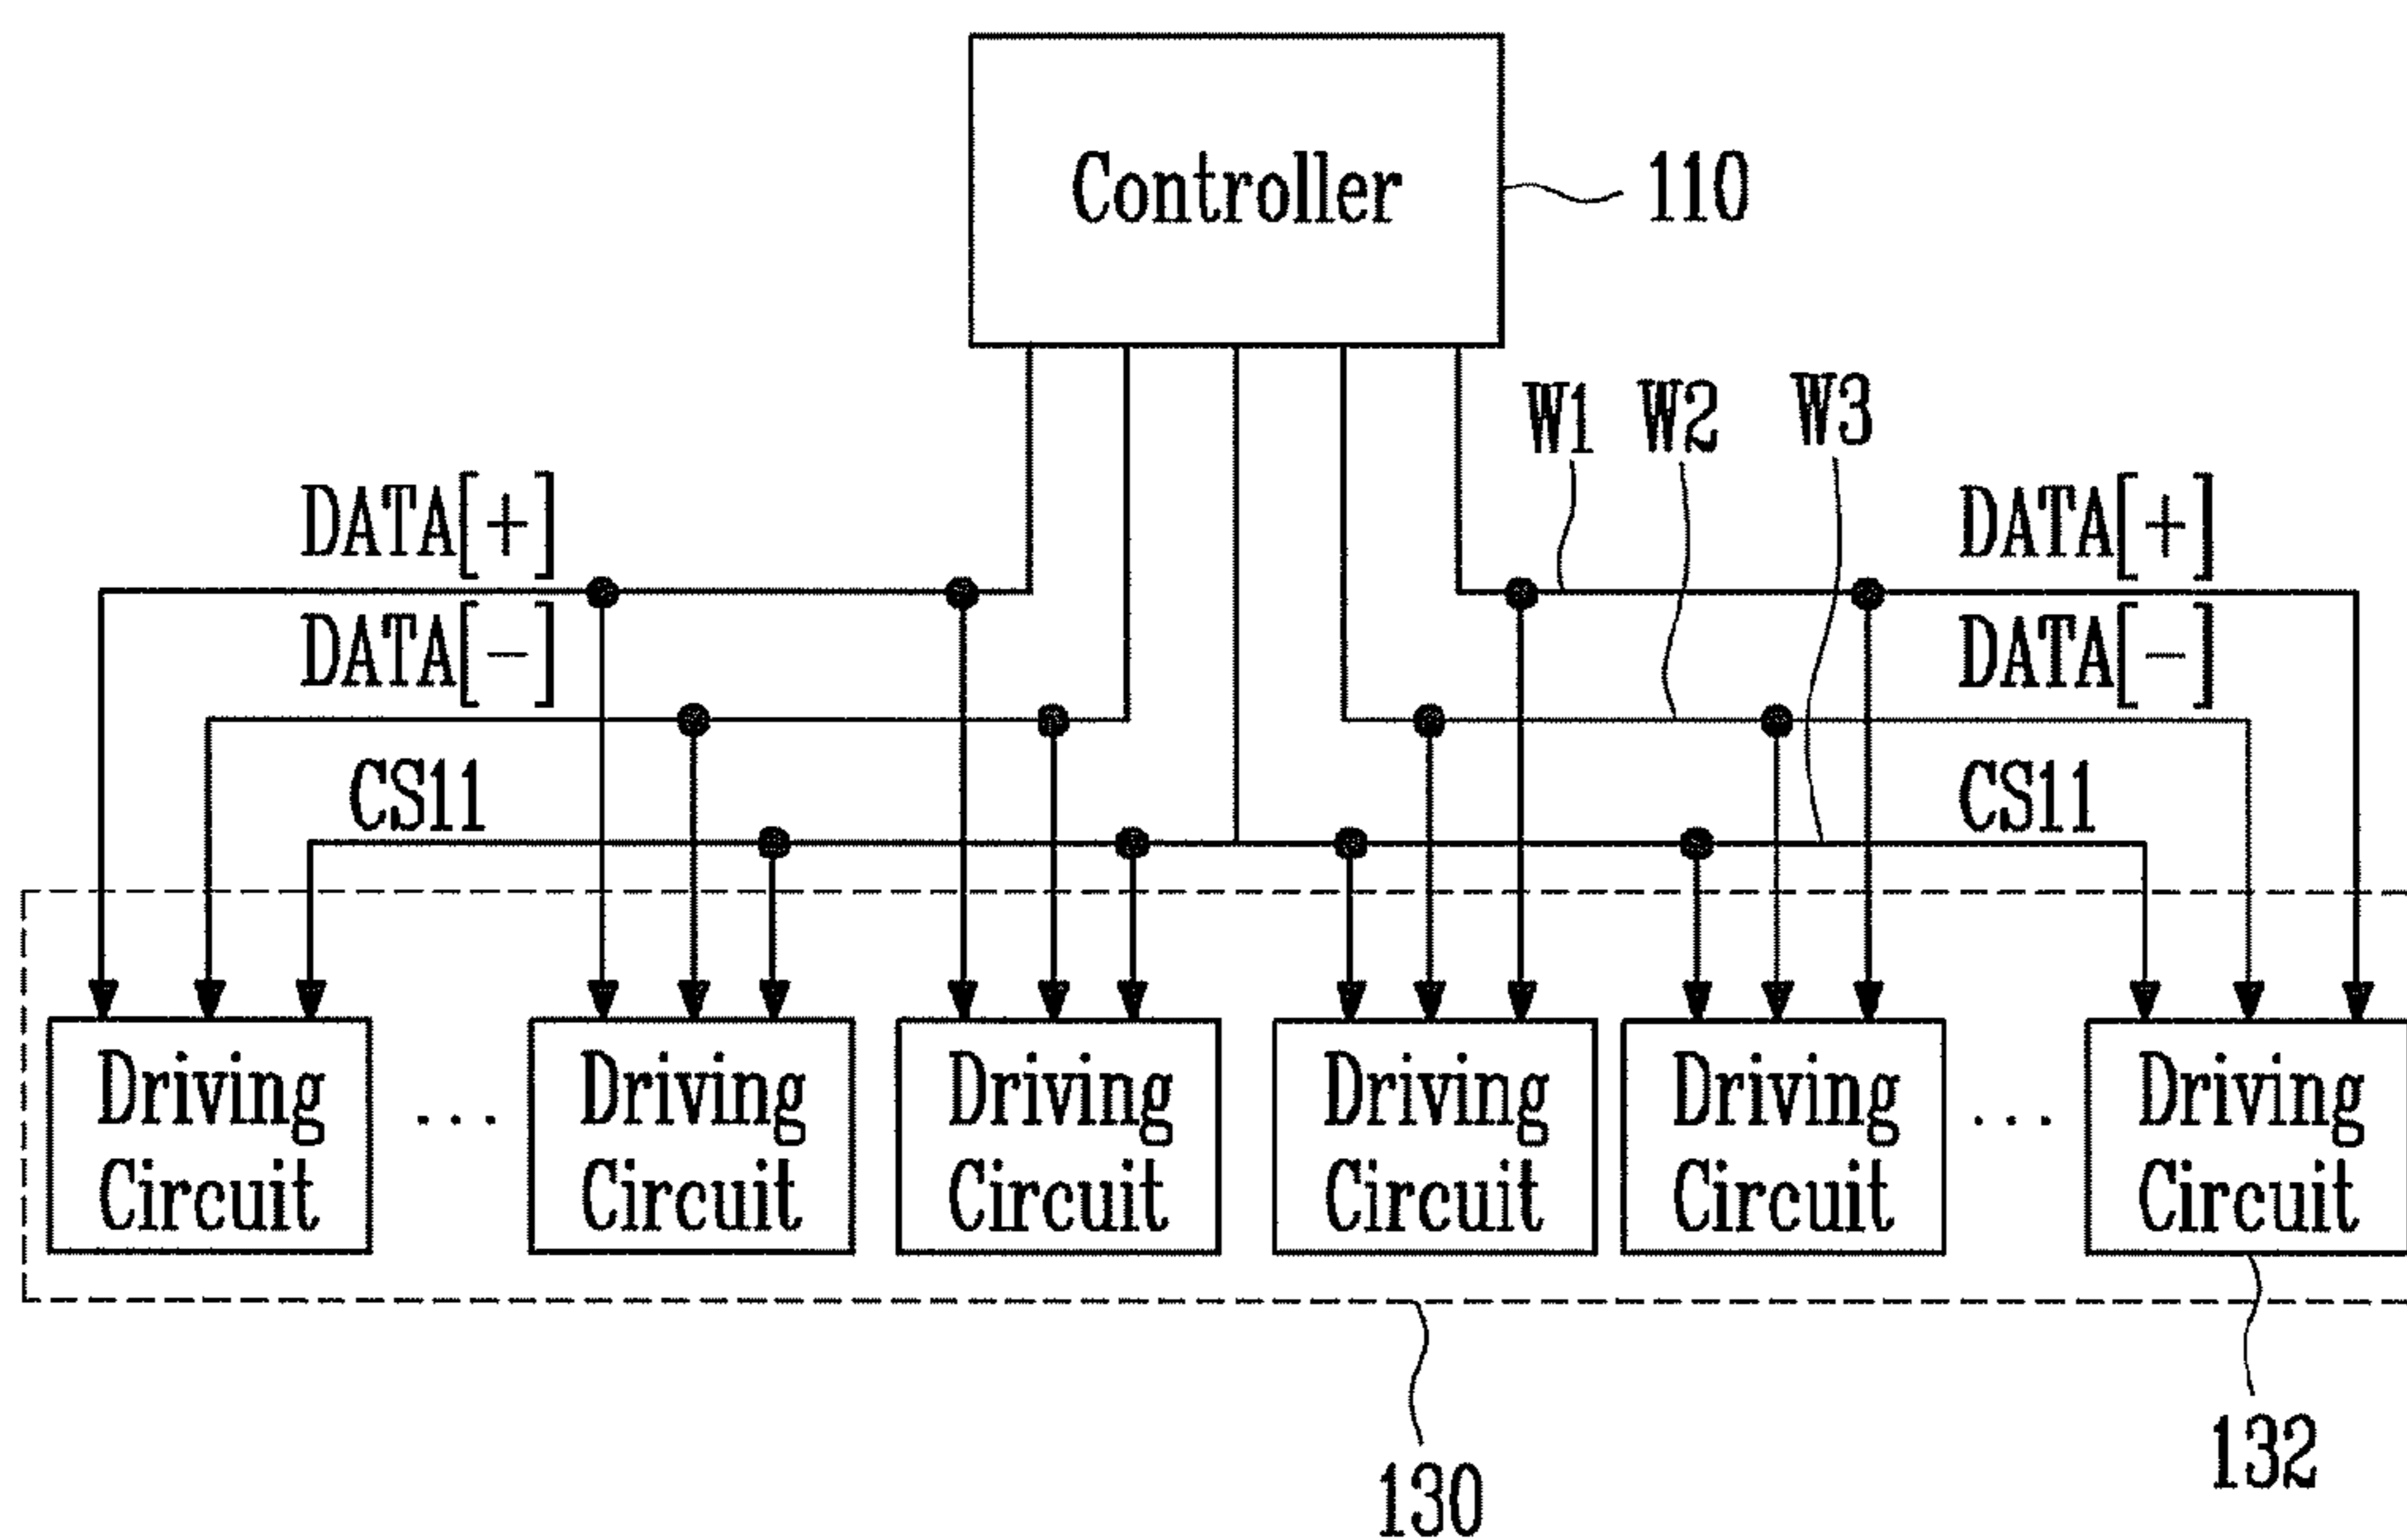 Controller
110
W1 W2 W3
DATA[+] DATA[+]
DATA[-] DATA[-]
CS11 CS11
Driving Circuit
... 
Driving Circuit
Driving Circuit
Driving Circuit
Driving Circuit
...
Driving Circuit
132
130